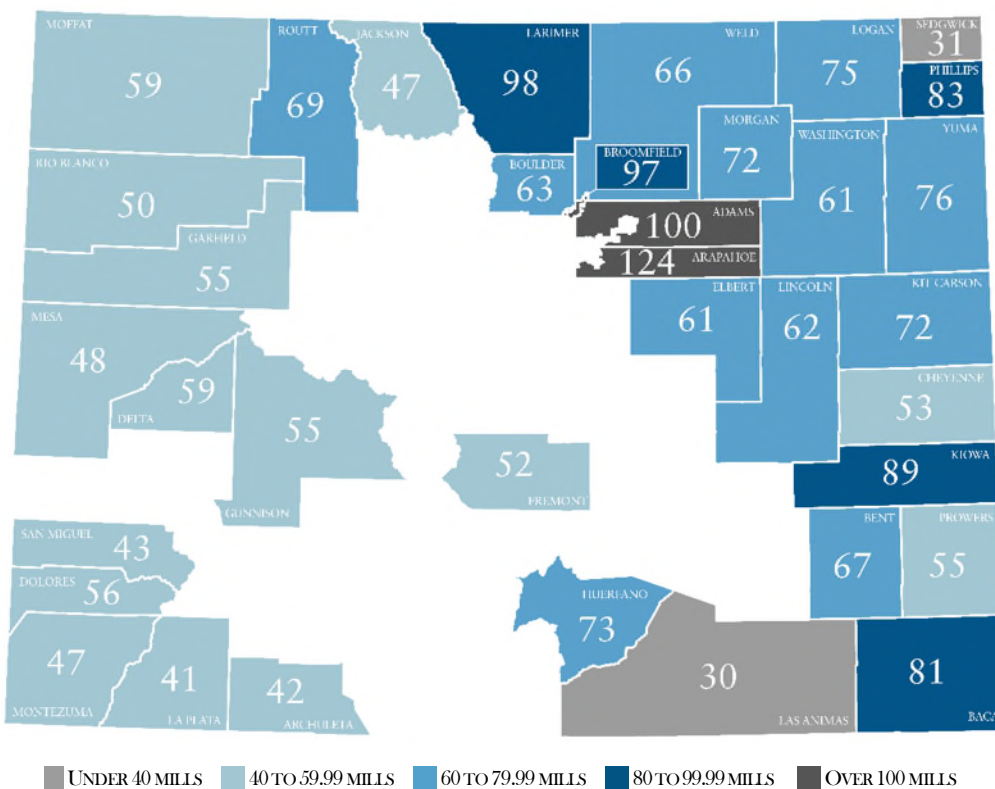 MOFFAT
59
ROUTT
69
JACKSON
47
LARIMER
98
WELD
66
LOGAN
75
SEDGWICK
31
PHILLIPS
83
RIO BLANCO
50
BOULDER
63
BROOMFIELD
97
MORGAN
72
WASHINGTON
61
YUMA
76
GARFIELD
55
ADAMS
100
ARAPAHOE
124
MESA
48
DELTA
59
GUNNISON
55
ELBERT
61
LINCOLN
62
KIT CARSON
72
CHEYENNE
53
FREMONT
52
KIOWA
89
SAN MIGUEL
43
DOLORES
56
BENT
67
PROWERS
55
MONTEZUMA
47
LA PLATA
41
ARCHULETA
42
HUERFANO
73
LAS ANIMAS
30
BACA
81
UNDER 40 MILLS
40 TO 59.99 MILLS
60 TO 79.99 MILLS
80 TO 99.99 MILLS
OVER 100 MILLS